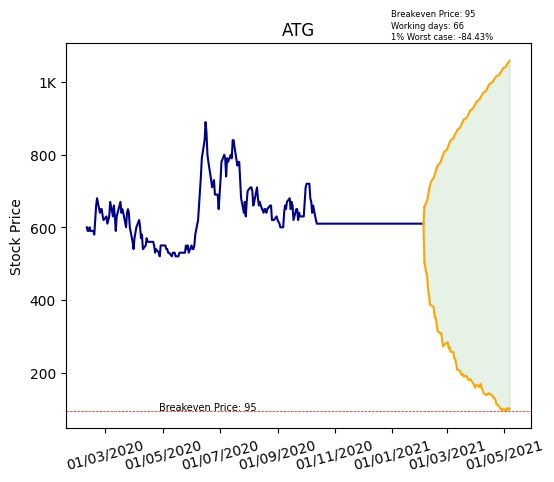 Breakeven Price: 95
Working days: 66
1% Worst case: -84.43%
ATG
Stock Price
1K
800
600
400
200
Breakeven Price: 95
01/03/2020 01/05/2020 01/07/2020 01/09/2020 01/11/2020 01/01/2021 01/03/2021 01/05/2021